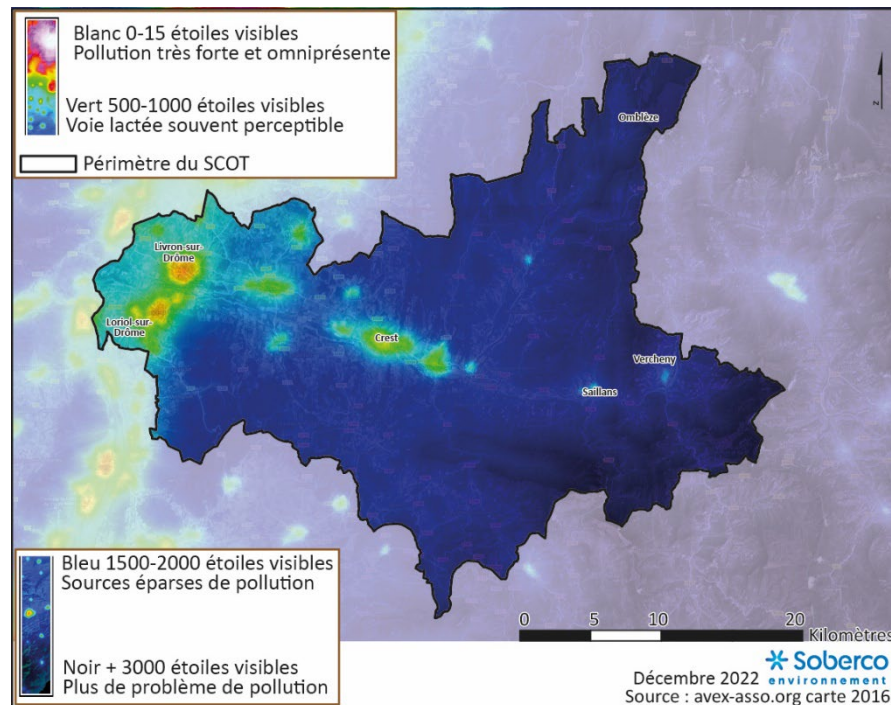 Blanc 0-15 étoiles visibles
Pollution très forte et omniprésente
Vert 500-1000 étoiles visibles
Voie lactée souvent perceptible
Périmètre du SCOT
z
Omblèze
Livron-sur-
Drôme
Loriol-sur-
Drôme
Crest
Vercheny
Saillans
Bleu 1500-2000 étoiles visibles
Sources éparses de pollution
Noir + 3000 étoiles visibles
Plus de problème de pollution
0 5 10 20
Kilomètres
Soberco
environnement
Décembre 2022
Source : avex-asso.org carte 2016